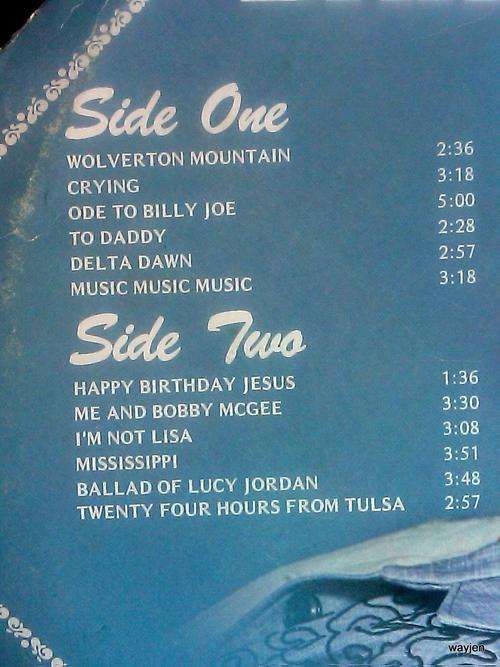 Side One
WOLVERTON MOUNTAIN 2:36
CRYING 3:18
ODE TO BILLY JOE 5:00
TO DADDY 2:28
DELTA DAWN 2:57
MUSIC MUSIC MUSIC 3:18
Side Two
HAPPY BIRTHDAY JESUS 1:36
ME AND BOBBY MCGEE 3:30
I'M NOT LISA 3:08
MISSISSIPPI 3:51
BALLAD OF LUCY JORDAN 3:48
TWENTY FOUR HOURS FROM TULSA 2:57
wayjen